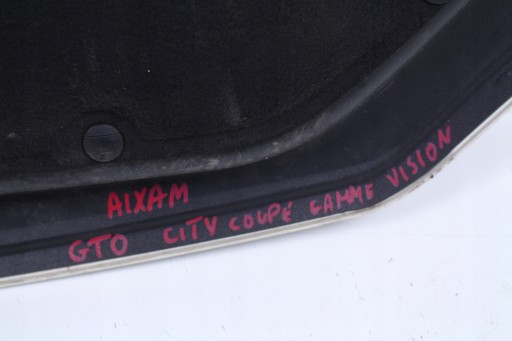 AIXAM
GTO CITY COUPÉ GAMME VISION